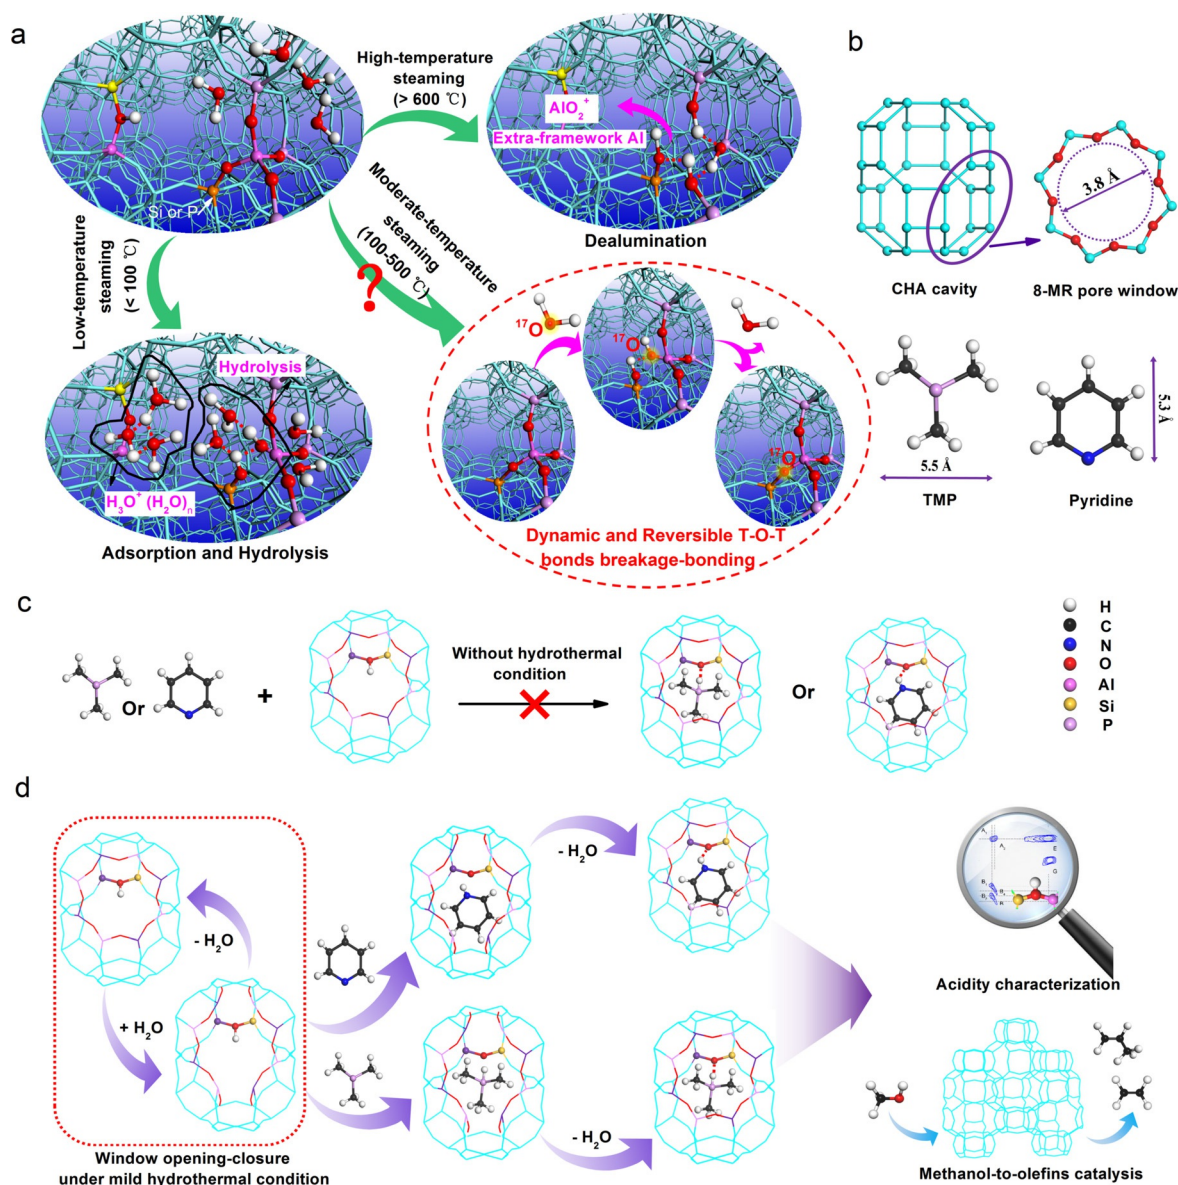 a
High-temperature
steaming
(> 600 ℃)
AlO₂⁺
Extra-framework Al
Dealumination
Si or P
Low-temperature
steaming
(< 100 ℃)
Moderate-temperature
steaming
(100-500 ℃)
?
Hydrolysis
H₃O⁺ (H₂O)ₙ
Adsorption and Hydrolysis
¹⁷O
¹⁷O
¹⁷O
Dynamic and Reversible T-O-T
bonds breakage-bonding
b
3.8 Å
CHA cavity
8-MR pore window
5.5 Å
TMP
5.3 Å
Pyridine
c
Or
+
Without hydrothermal
condition
Or
H
C
N
O
Al
Si
P
d
- H₂O
+ H₂O
Window opening-closure
under mild hydrothermal condition
- H₂O
- H₂O
E
G
Acidity characterization
Methanol-to-olefins catalysis